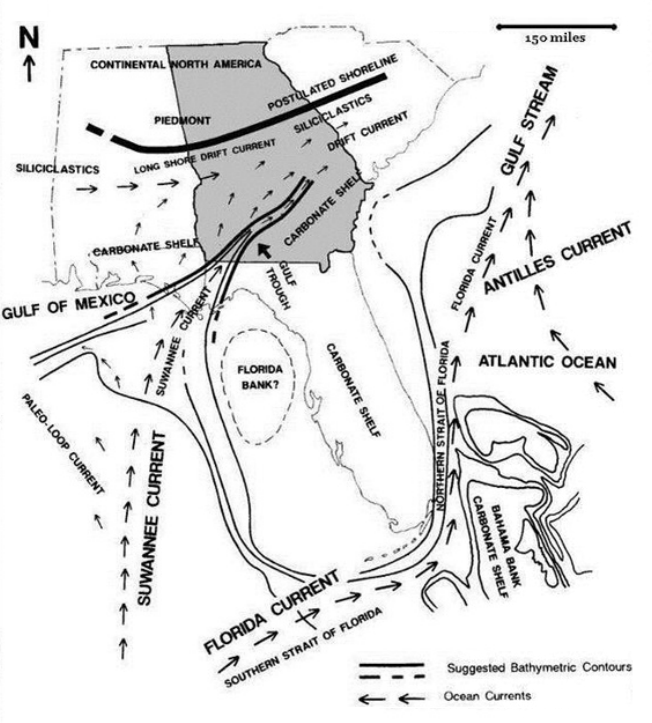 N
150 miles
CONTINENTAL NORTH AMERICA
POSTULATED SHORELINE
PIEDMONT
SILICICLASTICS
DRIFT CURRENT
LONG SHORE DRIFT CURRENT
SILICICLASTICS
GULF STREAM
CARBONATE SHELF
CARBONATE SHELF
GULF TROUGH
GULF OF MEXICO
SUWANNEE CURRENT
FLORIDA CURRENT
ANTILLES CURRENT
FLORIDA
BANK?
CARBONATE SHELF
ATLANTIC OCEAN
NORTHERN STRAIT OF FLORIDA
PALEO-LOOP CURRENT
SUWANNEE CURRENT
BAHAMA BANK
CARBONATE SHELF
FLORIDA CURRENT
SOUTHERN STRAIT OF FLORIDA
Suggested Bathymetric Contours
Ocean Currents